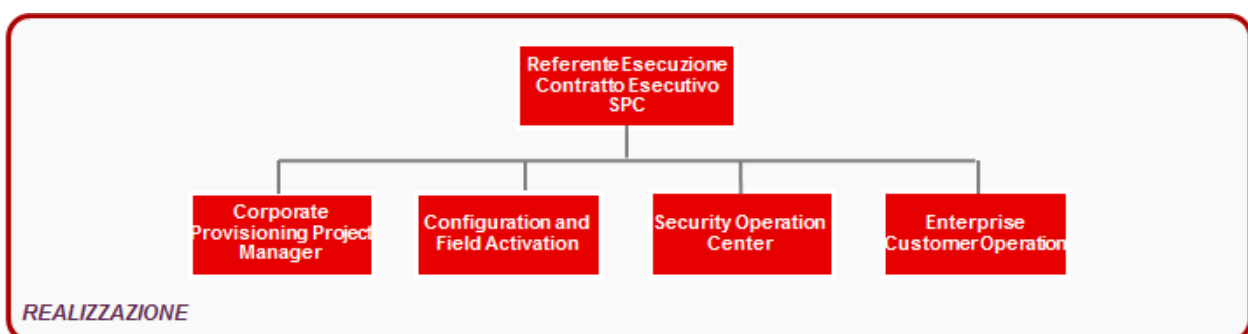 Referente Esecuzione
Contratto Esecutivo
SPC
Corporate
Provisioning Project
Manager
Configuration and
Field Activation
Security Operation
Center
Enterprise
Customer Operation
REALIZZAZIONE